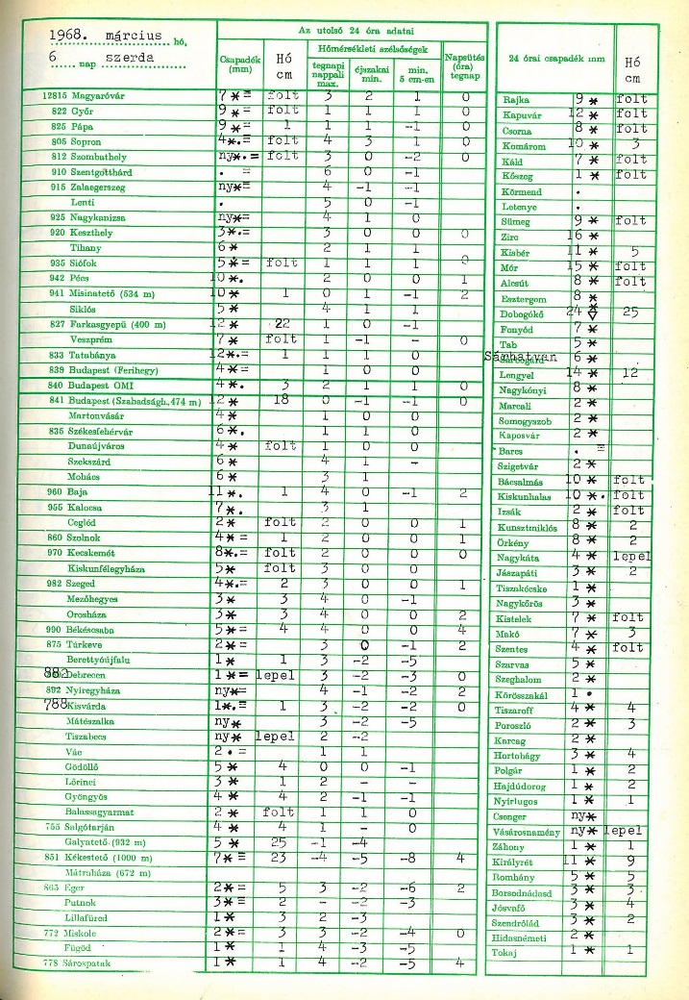 1968. március hó,
6 nap szerda
Az utolsó 24 óra adatai
Csapadék (mm)
Hó cm
Hőmérsékleti szélsőségek
tegnapi nappali max.
éjszakai min.
min. 5 cm-en
Napsütés (óra) tegnap
12815 Magyaróvár 7 *= folt 3 2 1 0
822 Győr 9 *= folt 1 1 1 0
825 Pápa 9 *= 1 1 1 -1 0
805 Sopron 4*.= folt 4 3 1 0
812 Szombathely ny*.= folt 3 0 -2 0
910 Szentgotthárd . = 6 0 -1
915 Zalaegerszeg ny*= 4 -1 -1
Lenti . 5 0 -1
925 Nagykanizsa ny*= 4 1 0
920 Keszthely 3*.= 3 0 0 0
Tihany 6* 2 1 1
935 Siófok 5*= folt 1 1 1 0
942 Pécs 10*. 2 0 0 1
941 Misinatető (534 m) 10* 1 0 1 -1 2
Siklós 5* 4 1 1
827 Farkasgyepü (400 m) 12* 22 1 0 -1
Veszprém 7* folt 1 -1 - 0
833 Tatabánya 12*.= 1 1 1 0
839 Budapest (Ferihegy) 4*= 1 0 0
840 Budapest OMI 4*. 3 2 1 1 0
841 Budapest (Szabadságh., 474 m) 12* 18 0 -1 -1 0
Martonvásár 4* 1 0 0
835 Székesfehérvár 6*. 1 1 0
Dunaújváros 4* folt 1 0 0
Szekszárd 6* 4 1 -
Mohács 6* 3 1
960 Baja 11*. 1 4 0 -1 2
955 Kalocsa 7*. 3 1
Cegléd 2* folt 2 0 0 1
860 Szolnok 4*= 1 2 0 0 1
970 Kecskemét 8*.= folt 2 0 0 0
Kiskunfélegyháza 5* folt 3 0 0
982 Szeged 4*.= 2 3 0 0 1
Mezőhegyes 3* 3 4 0 -1
Orosháza 3* 3 4 0 0 2
990 Békéscsaba 5*= 4 4 0 0 4
875 Túrkeve 2*= 3 0 -1 2
Berettyóújfalu 1* 1 3 -2 -5
882 Debrecen 1*= lepel 3 -2 -3 0
892 Nyíregyháza ny*= 4 -1 -2 2
788 Kisvárda 1*.= 1 3 -2 -2 0
Mátészalka ny* 3 -2 -5
Tiszabecs ny* lepel 2 -2
Vác 2 . = 1 1
Gödöllő 5* 4 0 0 -1
Lőrinci 3* 1 2 - -
Gyöngyös 4* 4 2 -1 -1
Balassagyarmat 2* folt 1 1 0
755 Salgótarján 4* 4 1 - 0
Galyatető (932 m) 5* 25 -1 -4
851 Kékestető (1000 m) 7*≡ 23 -4 -5 -8 4
Mátraháza (672 m)
865 Eger 2*= 5 3 -2 -6 2
Putnok 3*≡ 2 - -2 -3
Lillafüred 1* 3 2 -3
772 Miskolc 2*= 3 3 -2 -4 0
Fügöd 1* 1 4 -3 -5
778 Sárospatak 1* 1 4 -2 -5 4
24 órai csapadék mm
Hó cm
Rajka 9* folt
Kapuvár 12* folt
Csorna 8* folt
Komárom 10* 3
Káld 7* folt
Kőszeg 1* folt
Körmend .
Letenye .
Sümeg 9* folt
Zirc 16*
Kisbér 11* 5
Mór 15* folt
Alcsút 8* folt
Esztergom 8*
Dobogókő 24* 25
Fonyód 7*
Tab 5*
Sárhatvan 6*
Lengyel 14* 12
Nagykónyi 8*
Marcali 2*
Somogyszob 2*
Kaposvár 2*
Barcs . =
Szigetvár 2*
Bácsalmás 10* folt
Kiskunhalas 10*. folt
Izsák 2* folt
Kunsztmiklós 8* 2
Örkény 8* 2
Nagykáta 4* lepel
Jászapáti 3* 2
Tiszakécske 1*
Nagykőrös 3*
Kistelek 7* folt
Makó 7* 3
Szentes 4* folt
Szarvas 5*
Szeghalom 2*
Körösszakál 1 .
Tiszaroff 4* 4
Poroszló 2* 3
Karcag 2*
Hortobágy 3* 4
Polgár 1* 2
Hajdúdorog 1* 2
Nyírlugos 1* 1
Csenger ny*
Vásárosnamény ny* lepel
Záhony 1* 1
Királyrét 11* 9
Romhány 5* 5
Borsodnádasd 3* 3
Jósvafő 3* 4
Szendrőlád 3* 2
Hidasnémeti 2*
Tokaj 1* 1